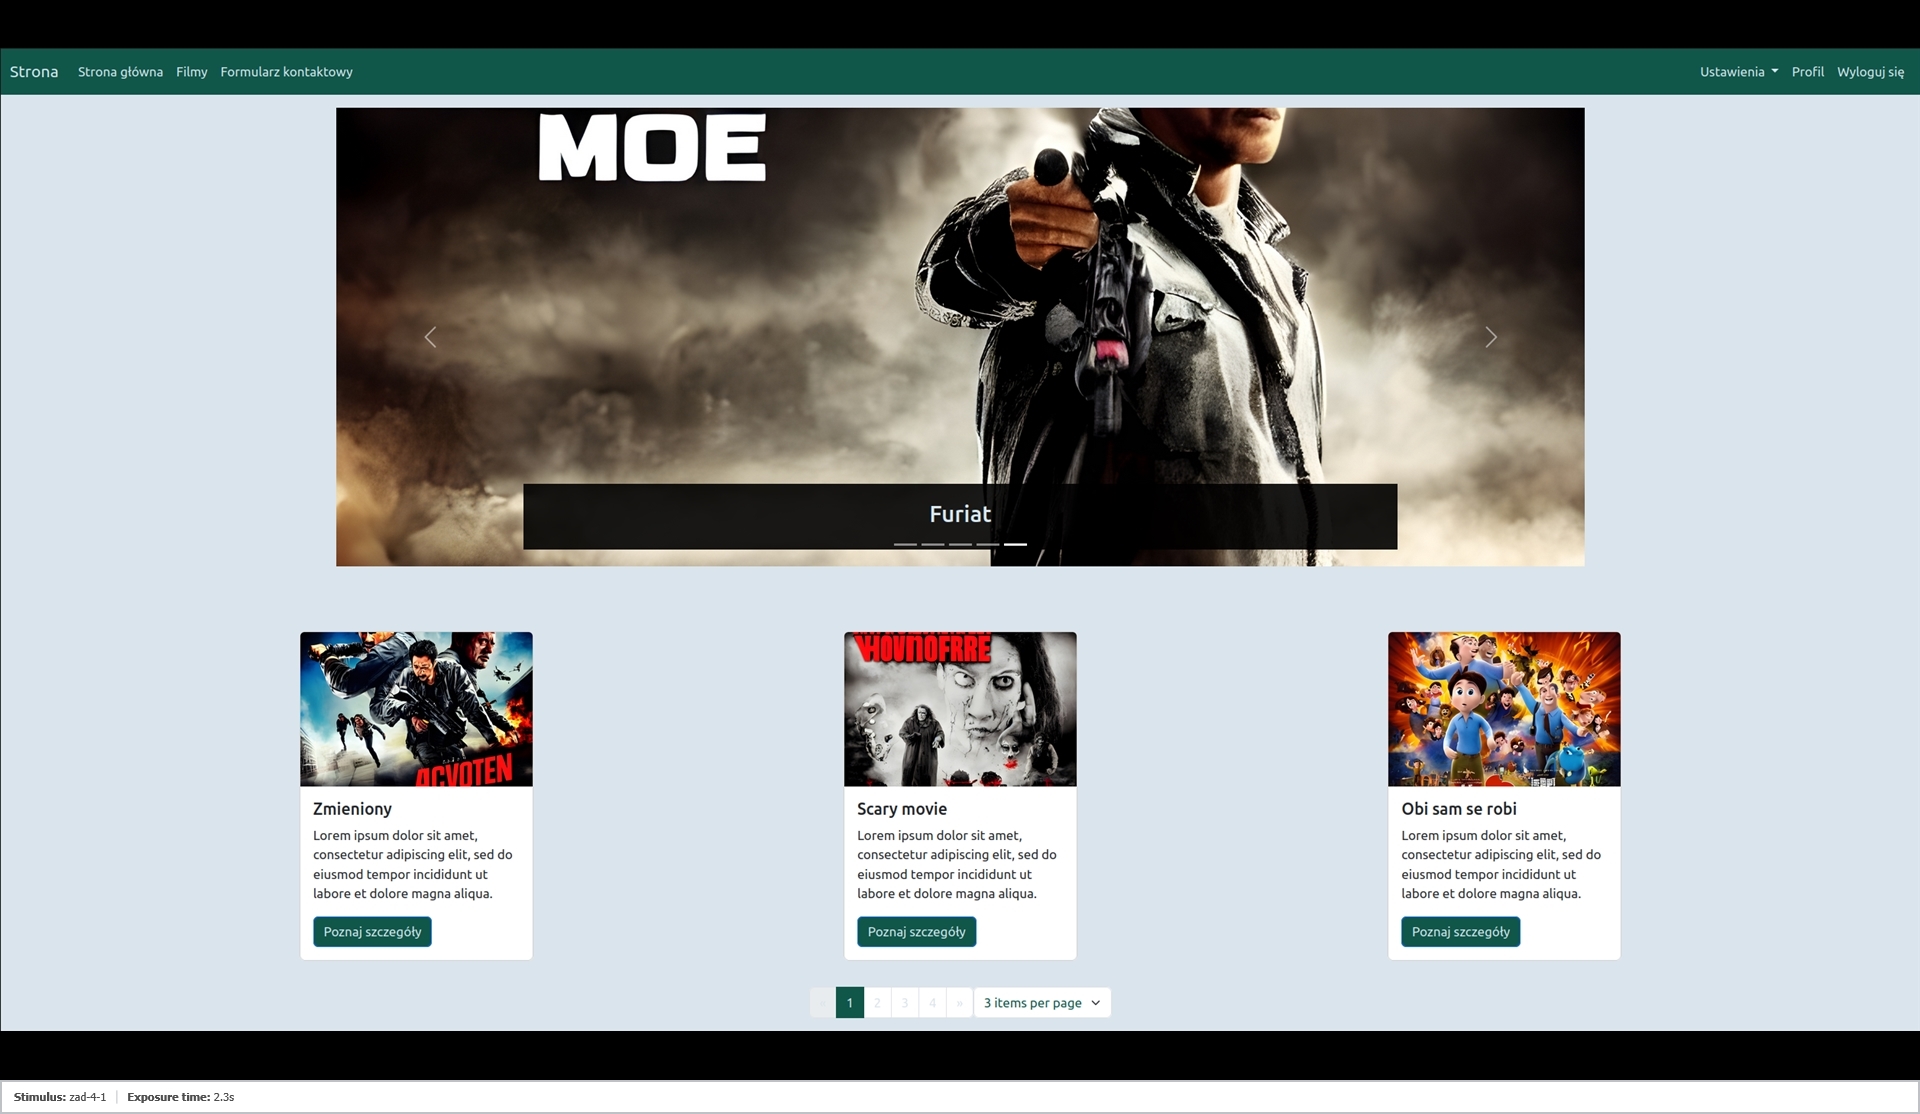 Strona Strona główna Filmy Formularz kontaktowy Ustawienia Profil Wyloguj się
MOE
Furiat
ACVOTEN
HOVNOFRRE
Zmieniony
Lorem ipsum dolor sit amet,
consectetur adipiscing elit, sed do
eiusmod tempor incididunt ut
labore et dolore magna aliqua.
Poznaj szczegóły
Scary movie
Lorem ipsum dolor sit amet,
consectetur adipiscing elit, sed do
eiusmod tempor incididunt ut
labore et dolore magna aliqua.
Poznaj szczegóły
Obi sam se robi
Lorem ipsum dolor sit amet,
consectetur adipiscing elit, sed do
eiusmod tempor incididunt ut
labore et dolore magna aliqua.
Poznaj szczegóły
« 1 2 3 4 » 3 items per page
Stimulus: zad-4-1 Exposure time: 2.3s